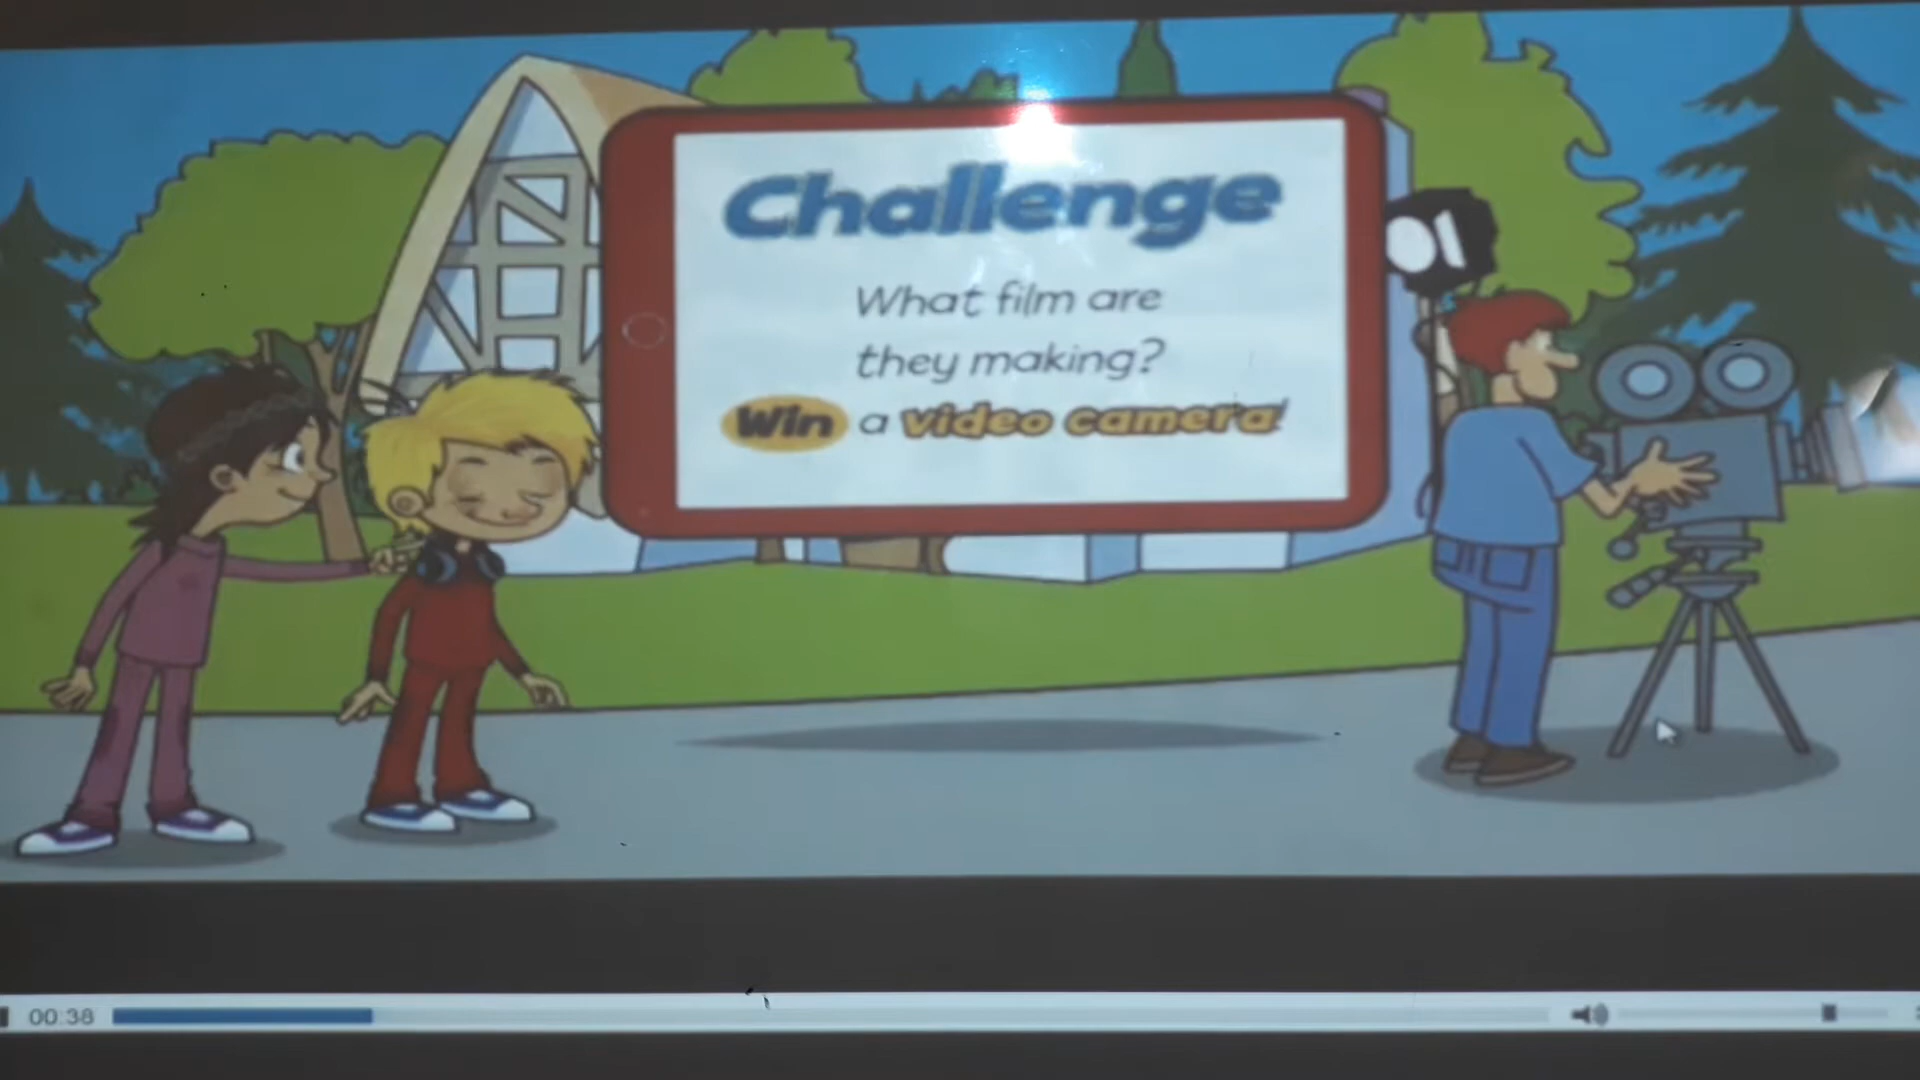 Challenge
What film are
they making?
Win a video camera!
00:38